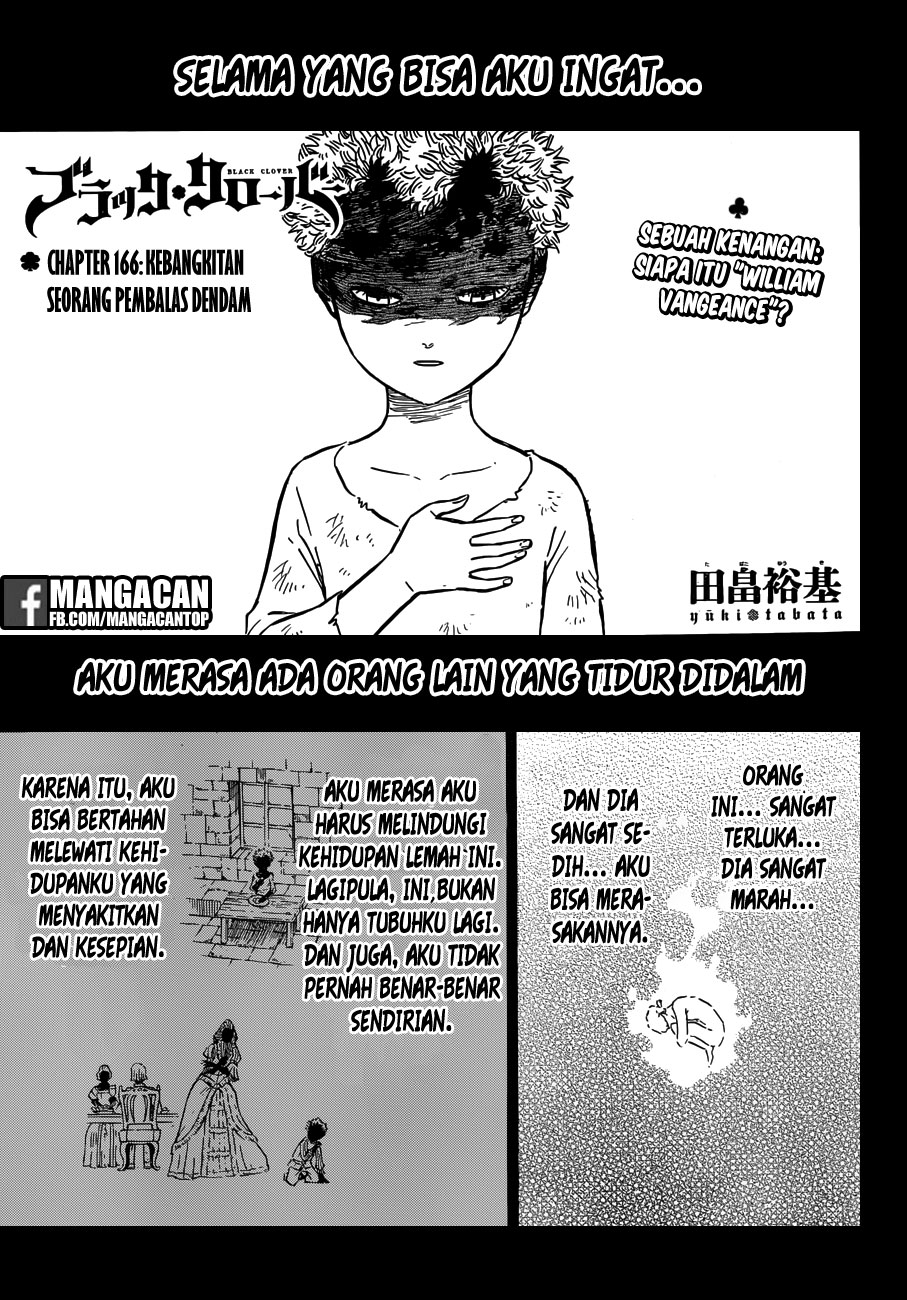 SELAMA YANG BISA AKU INGAT...
ブラック・クローバー
BLACK CLOVER
CHAPTER 166: KEBANGKITAN
SEORANG PEMBALAS DENDAM
SEBUAH KENANGAN:
SIAPA ITU "WILLIAM
VANGEANCE"?
MANGACAN
FB.COM/MANGACANTOP
田畠裕基
yūki tabata
AKU MERASA ADA ORANG LAIN YANG TIDUR DIDALAM
ORANG
INI... SANGAT
TERLUKA...
DIA SANGAT
MARAH...
DAN DIA
SANGAT SE-
DIH... AKU
BISA MERA-
SAKANNYA.
AKU MERASA AKU
HARUS MELINDUNGI
KEHIDUPAN LEMAH INI.
LAGIPULA, INI BUKAN
HANYA TUBUHKU LAGI.
DAN JUGA, AKU TIDAK
PERNAH BENAR-BENAR
SENDIRIAN.
KARENA ITU, AKU
BISA BERTAHAN
MELEWATI KEHI-
DUPANKU YANG
MENYAKITKAN
DAN KESEPIAN.